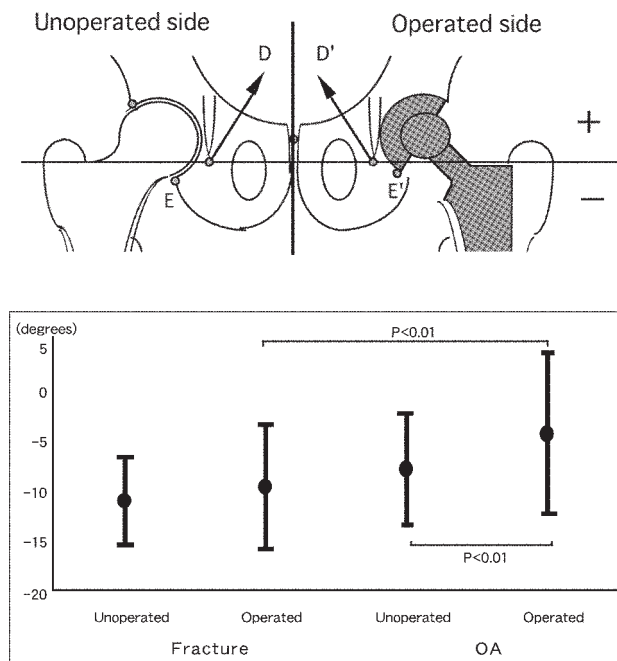 Unoperated side Operated side
D D'
+
E E'
−
(degrees)
5
P<0.01
0
−5
−10
−15
P<0.01
−20
Unoperated Operated Unoperated Operated
Fracture OA